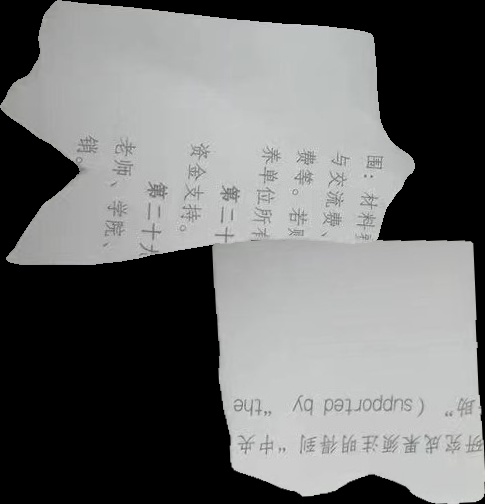 围：材料
与交流费、
费等。若
养单位所
第二十
资金支持。
第二十
老师、学院、
销。
研究成果须注明得到“中央
助”（supported by “the